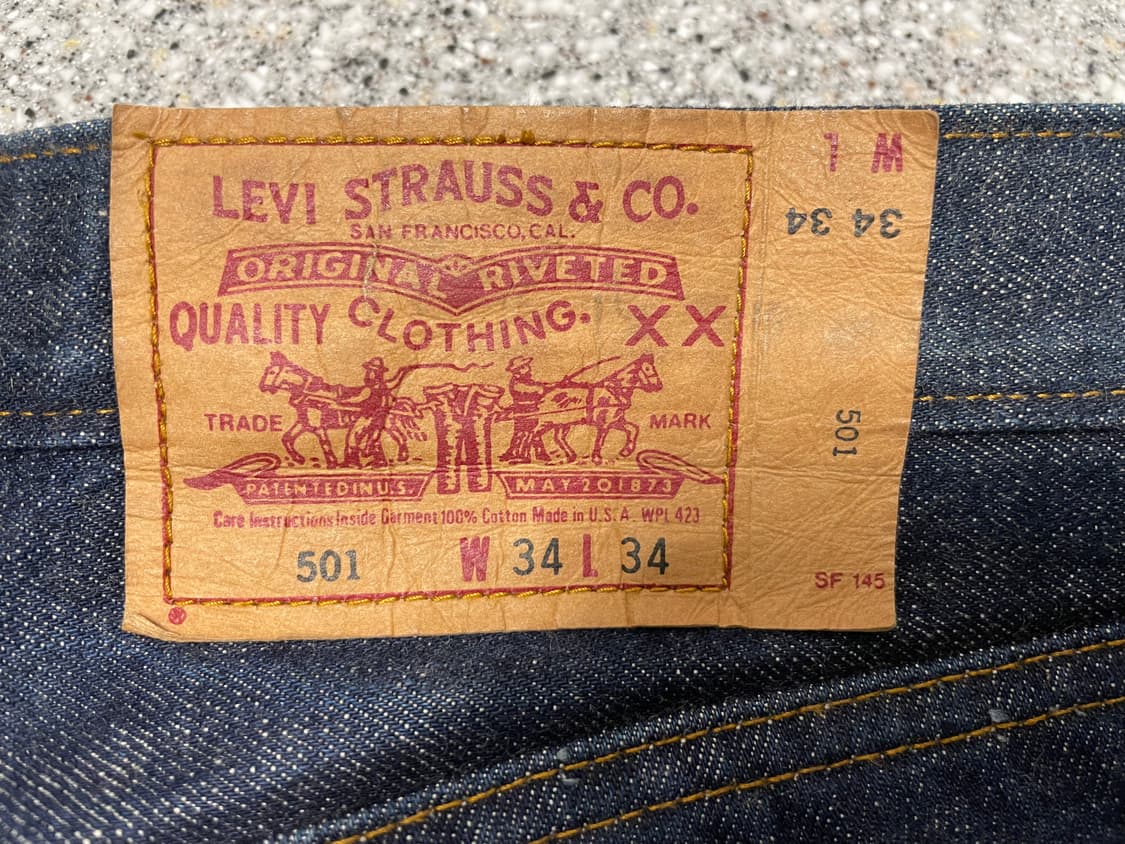 LEVI STRAUSS & CO.
SAN FRANCISCO, CAL.
ORIGINAL RIVETED
QUALITY CLOTHING. XX
TRADE MARK
PATENTED IN U.S. MAY 20 1873
Care Instructions Inside Garment 100% Cotton Made in U.S.A. WPL 423
501 W 34 L 34
W L
34 34
501
SF 145